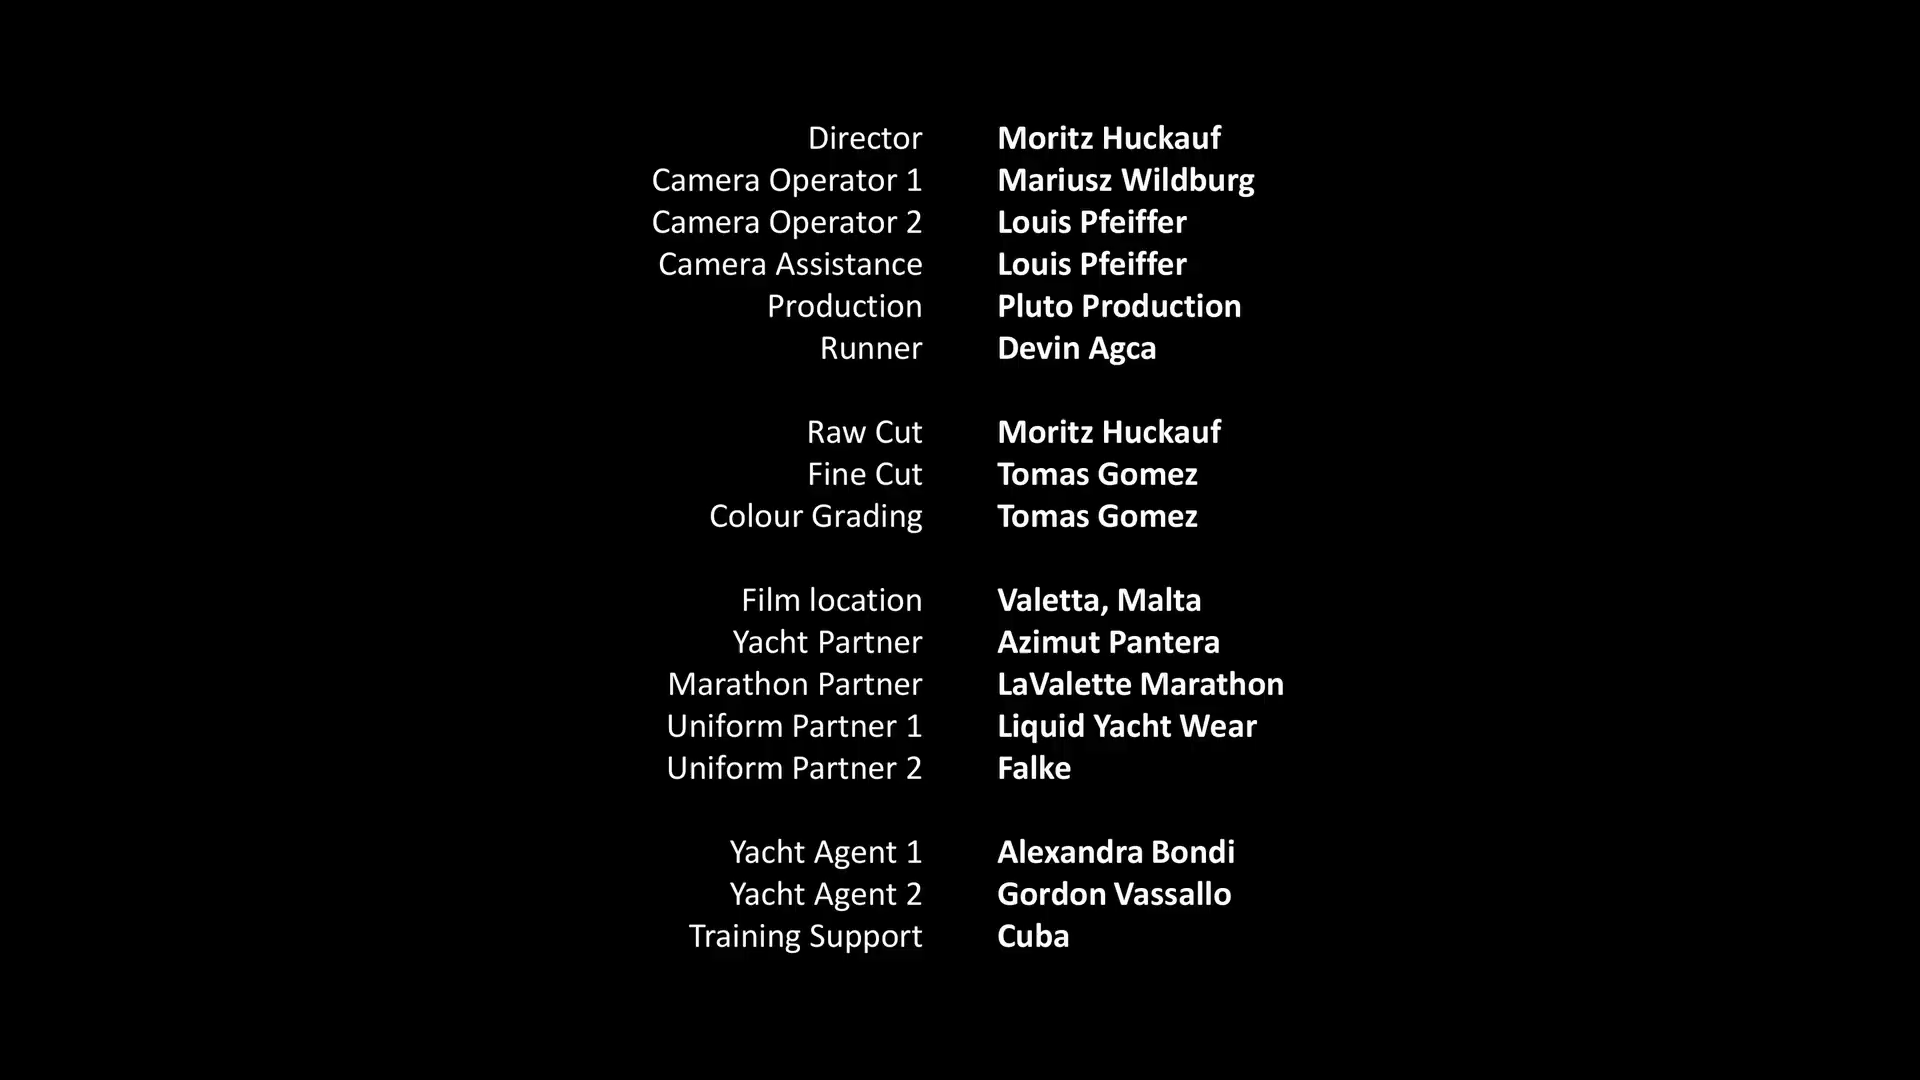 Director Moritz Huckauf
Camera Operator 1 Mariusz Wildburg
Camera Operator 2 Louis Pfeiffer
Camera Assistance Louis Pfeiffer
Production Pluto Production
Runner Devin Agca
Raw Cut Moritz Huckauf
Fine Cut Tomas Gomez
Colour Grading Tomas Gomez
Film location Valetta, Malta
Yacht Partner Azimut Pantera
Marathon Partner LaValette Marathon
Uniform Partner 1 Liquid Yacht Wear
Uniform Partner 2 Falke
Yacht Agent 1 Alexandra Bondi
Yacht Agent 2 Gordon Vassallo
Training Support Cuba